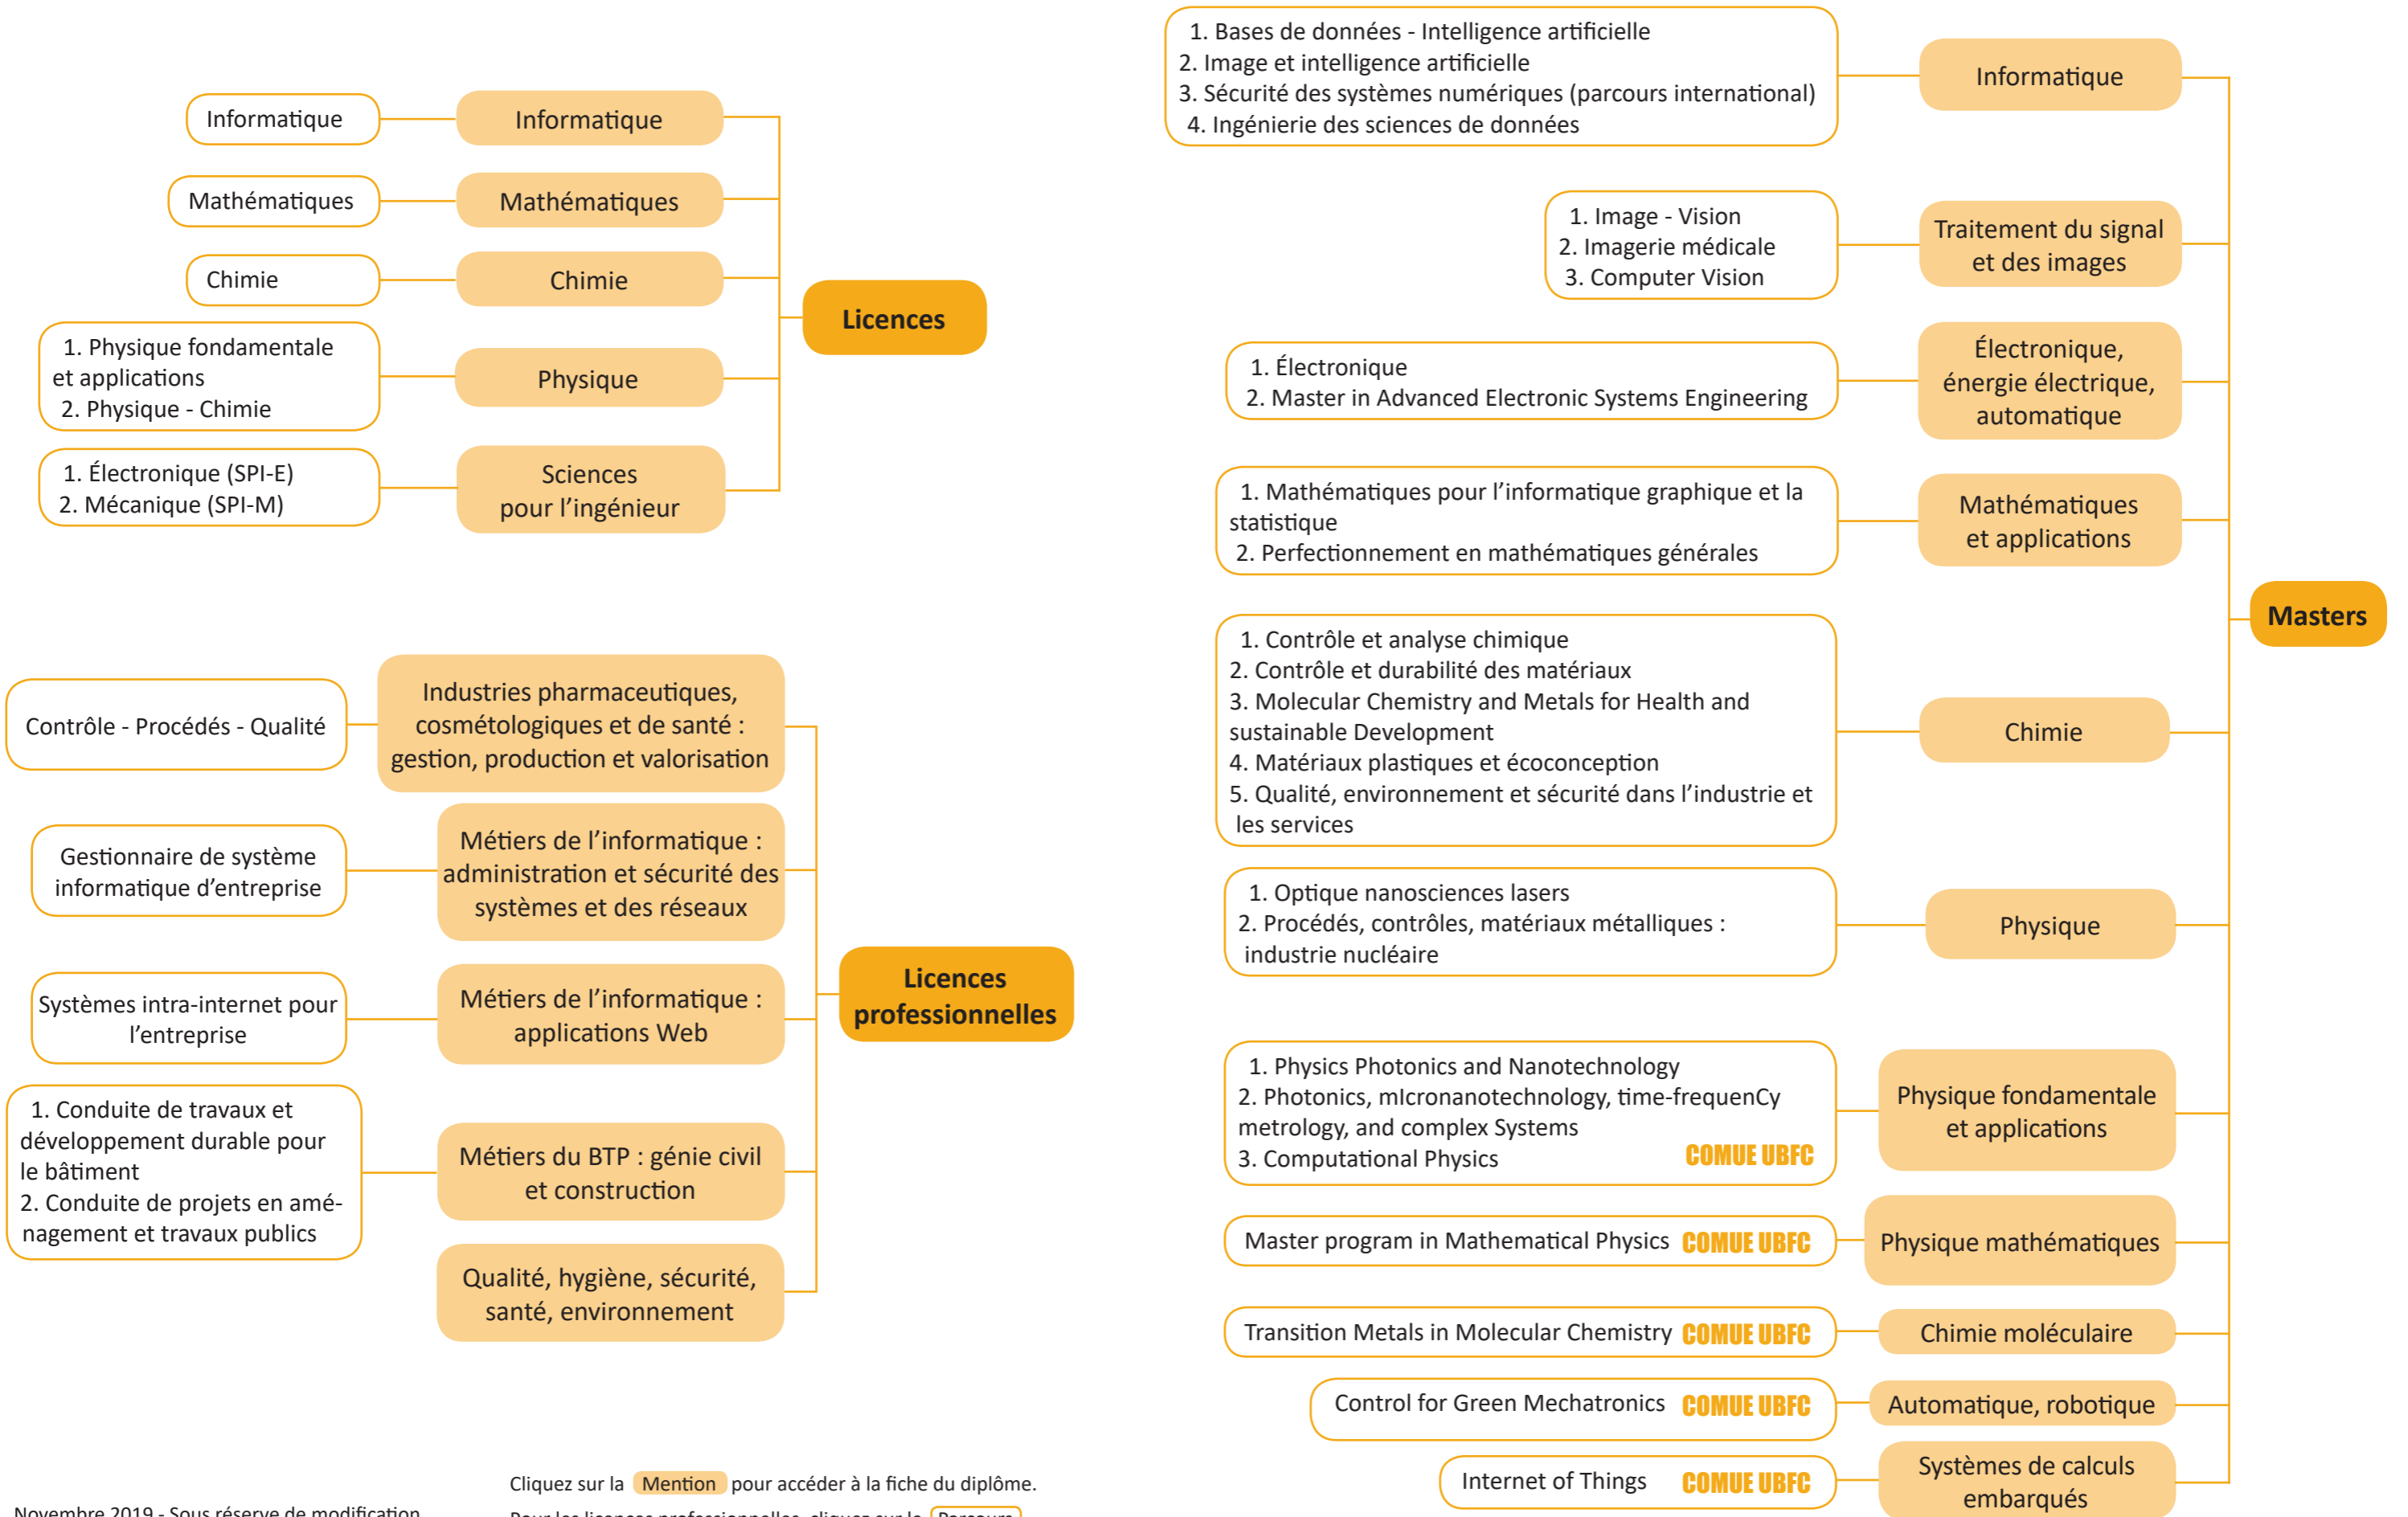 Informatique
Informatique
Mathématiques
Mathématiques
Chimie
Chimie
1. Physique fondamentale
et applications
2. Physique - Chimie
Physique
1. Électronique (SPI-E)
2. Mécanique (SPI-M)
Sciences
pour l’ingénieur
Licences
Contrôle - Procédés - Qualité
Industries pharmaceutiques,
cosmétologiques et de santé :
gestion, production et valorisation
Gestionnaire de système
informatique d’entreprise
Métiers de l’informatique :
administration et sécurité des
systèmes et des réseaux
Systèmes intra-internet pour
l’entreprise
Métiers de l’informatique :
applications Web
1. Conduite de travaux et
développement durable pour
le bâtiment
2. Conduite de projets en amé-
nagement et travaux publics
Métiers du BTP : génie civil
et construction
Qualité, hygiène, sécurité,
santé, environnement
Licences
professionnelles
1. Bases de données - Intelligence artificielle
2. Image et intelligence artificielle
3. Sécurité des systèmes numériques (parcours international)
4. Ingénierie des sciences de données
Informatique
1. Image - Vision
2. Imagerie médicale
3. Computer Vision
Traitement du signal
et des images
1. Électronique
2. Master in Advanced Electronic Systems Engineering
Électronique,
énergie électrique,
automatique
1. Mathématiques pour l’informatique graphique et la
statistique
2. Perfectionnement en mathématiques générales
Mathématiques
et applications
1. Contrôle et analyse chimique
2. Contrôle et durabilité des matériaux
3. Molecular Chemistry and Metals for Health and
sustainable Development
4. Matériaux plastiques et écoconception
5. Qualité, environnement et sécurité dans l’industrie et
les services
Chimie
1. Optique nanosciences lasers
2. Procédés, contrôles, matériaux métalliques :
industrie nucléaire
Physique
1. Physics Photonics and Nanotechnology
2. Photonics, mIcronanotechnology, time-frequenCy
metrology, and complex Systems
3. Computational Physics COMUE UBFC
Physique fondamentale
et applications
Master program in Mathematical Physics COMUE UBFC
Physique mathématiques
Transition Metals in Molecular Chemistry COMUE UBFC
Chimie moléculaire
Control for Green Mechatronics COMUE UBFC
Automatique, robotique
Internet of Things COMUE UBFC
Systèmes de calculs
embarqués
Masters
Cliquez sur la Mention pour accéder à la fiche du diplôme.
Pour les licences professionnelles, cliquez sur le Parcours
Novembre 2019 - Sous réserve de modification